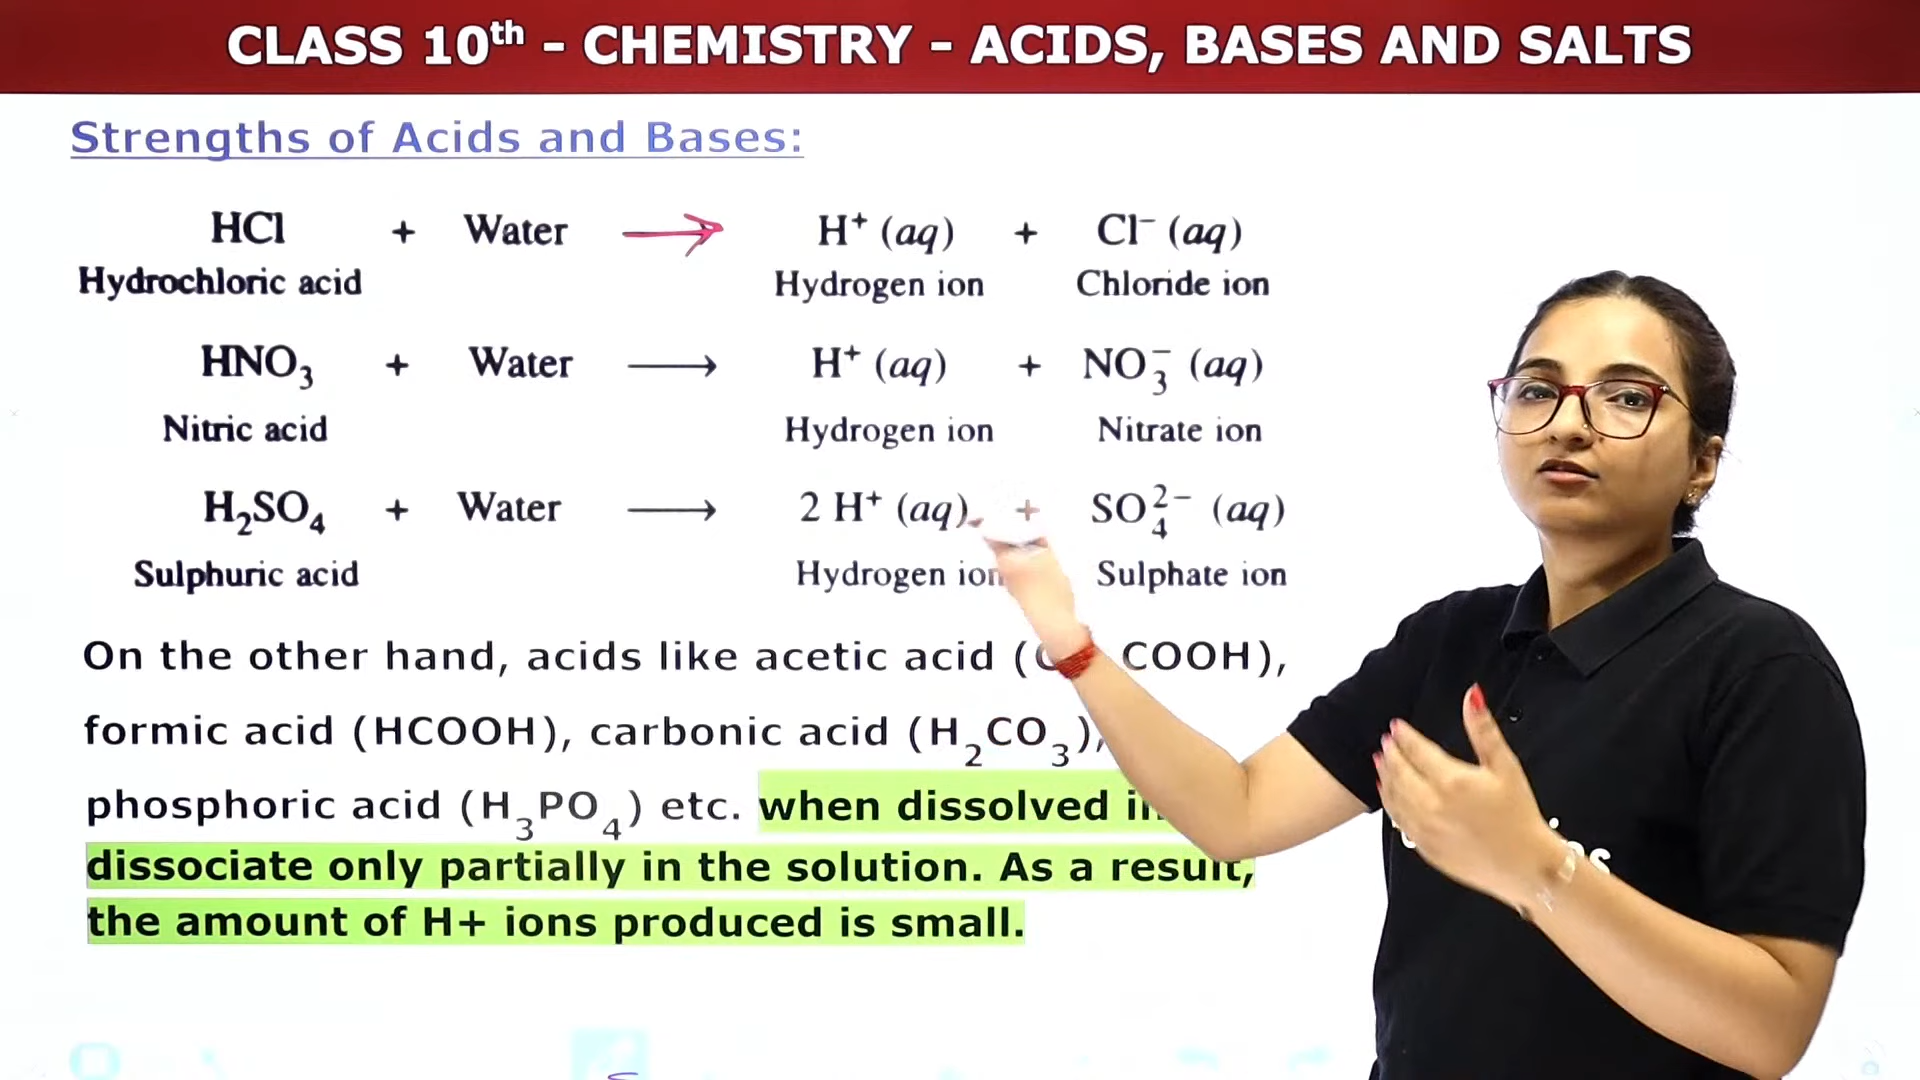 CLASS 10th - CHEMISTRY - ACIDS, BASES AND SALTS
Strengths of Acids and Bases:
HCl + Water ⟶ H⁺ (aq) + Cl⁻ (aq)
Hydrochloric acid Hydrogen ion Chloride ion
HNO₃ + Water ⟶ H⁺ (aq) + NO₃⁻ (aq)
Nitric acid Hydrogen ion Nitrate ion
H₂SO₄ + Water ⟶ 2 H⁺ (aq) + SO₄²⁻ (aq)
Sulphuric acid Hydrogen ion Sulphate ion
On the other hand, acids like acetic acid ( COOH),
formic acid (HCOOH), carbonic acid (H₂CO₃),
phosphoric acid (H₃PO₄) etc. when dissolved
dissociate only partially in the solution. As a result,
the amount of H+ ions produced is small.